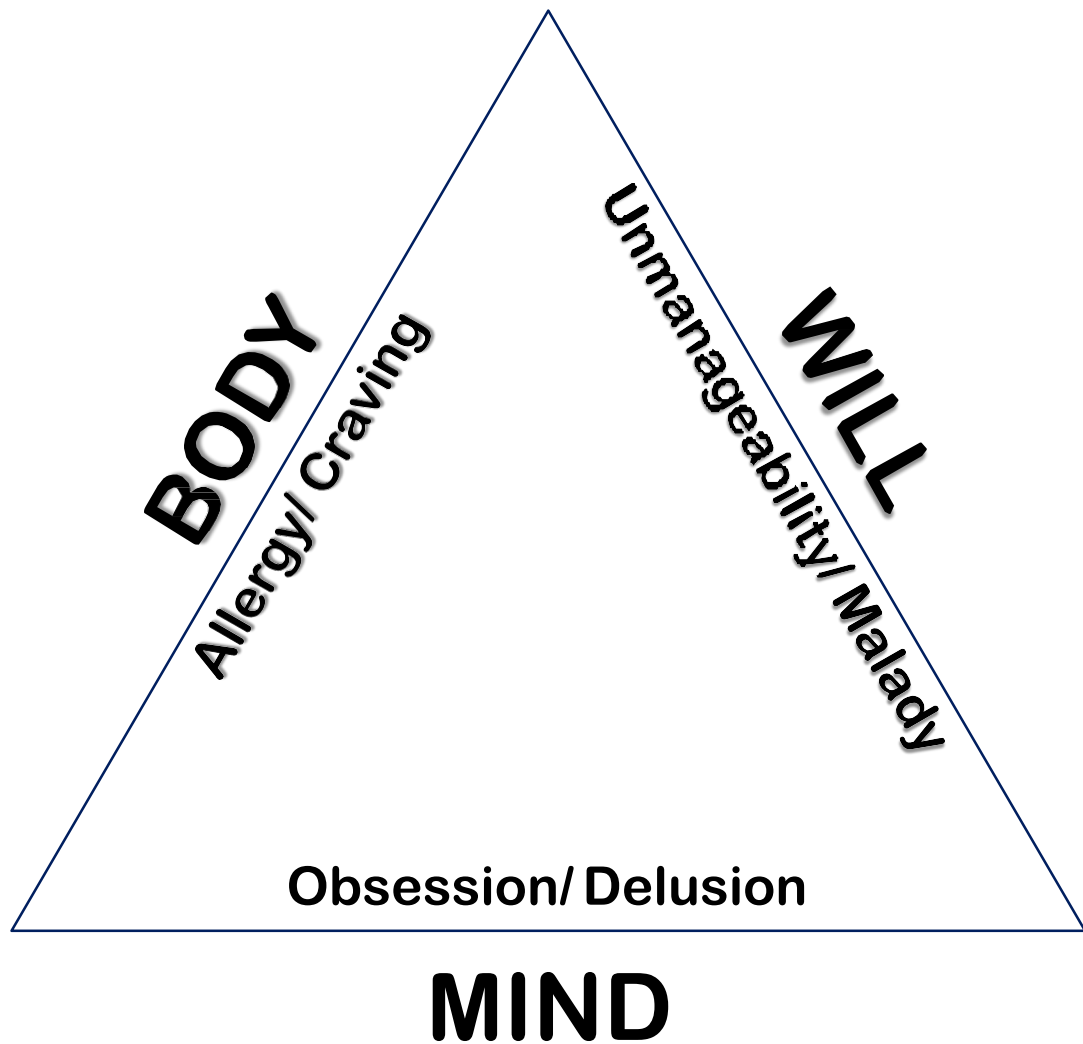 BODY
Allergy/ Craving
WILL
Unmanageability/ Malady
Obsession/ Delusion
MIND